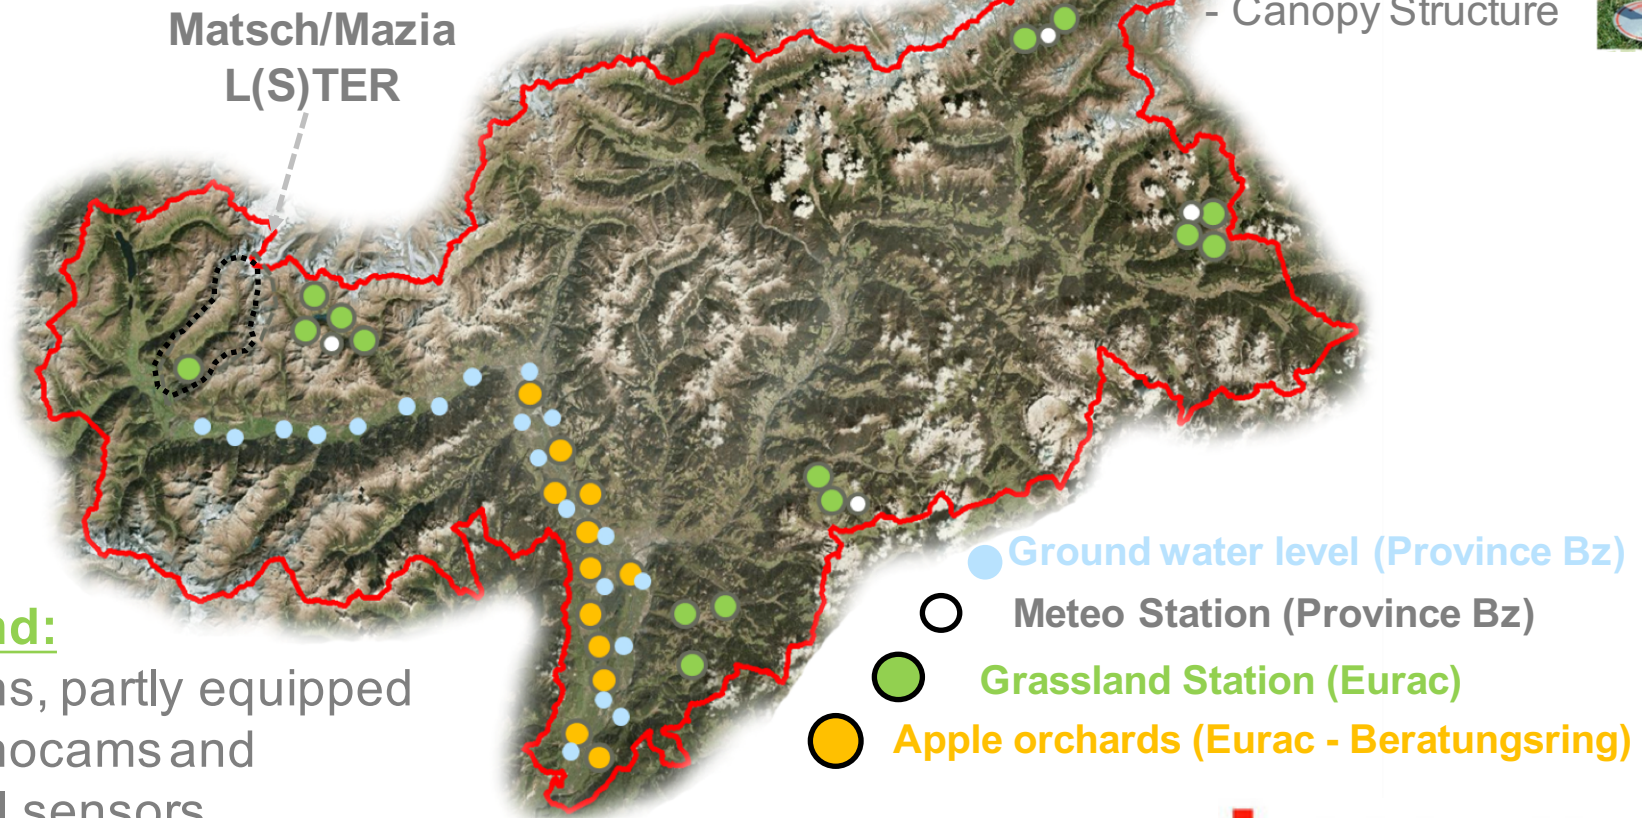 Matsch/Mazia
L(S)TER
- Canopy Structure
Ground water level (Province Bz)
Meteo Station (Province Bz)
Grassland Station (Eurac)
Apple orchards (Eurac - Beratungsring)
nd:
ns, partly equipped
nocams and
l sensors